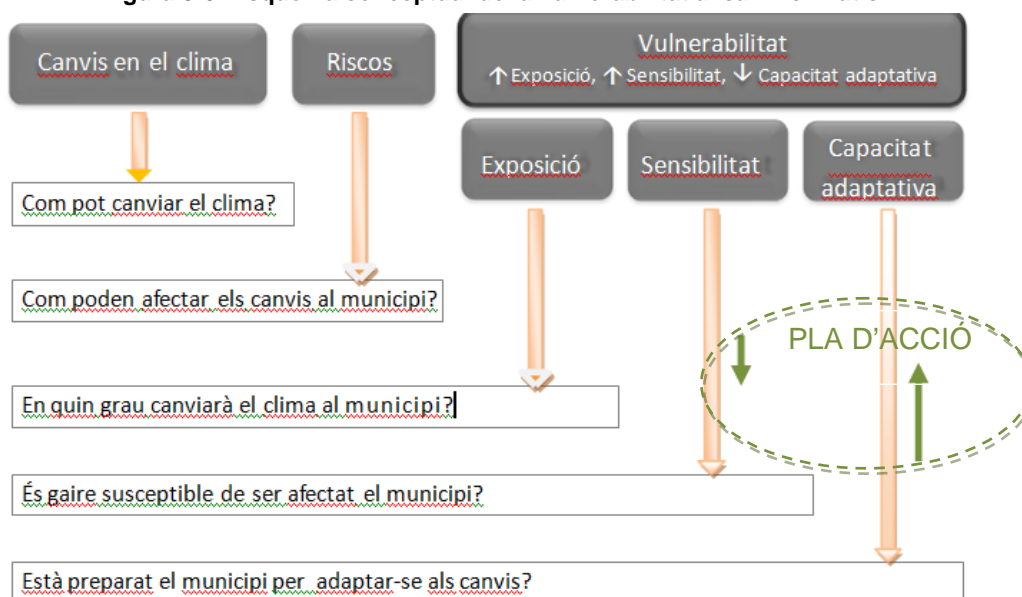 Canvis en el clima
Riscos
Vulnerabilitat
↑ Exposició, ↑ Sensibilitat, ↓ Capacitat adaptativa
Exposició
Sensibilitat
Capacitat
adaptativa
Com pot canviar el clima?
Com poden afectar els canvis al municipi?
PLA D'ACCIÓ
En quin grau canviarà el clima al municipi?
És gaire susceptible de ser afectat el municipi?
Està preparat el municipi per adaptar-se als canvis?